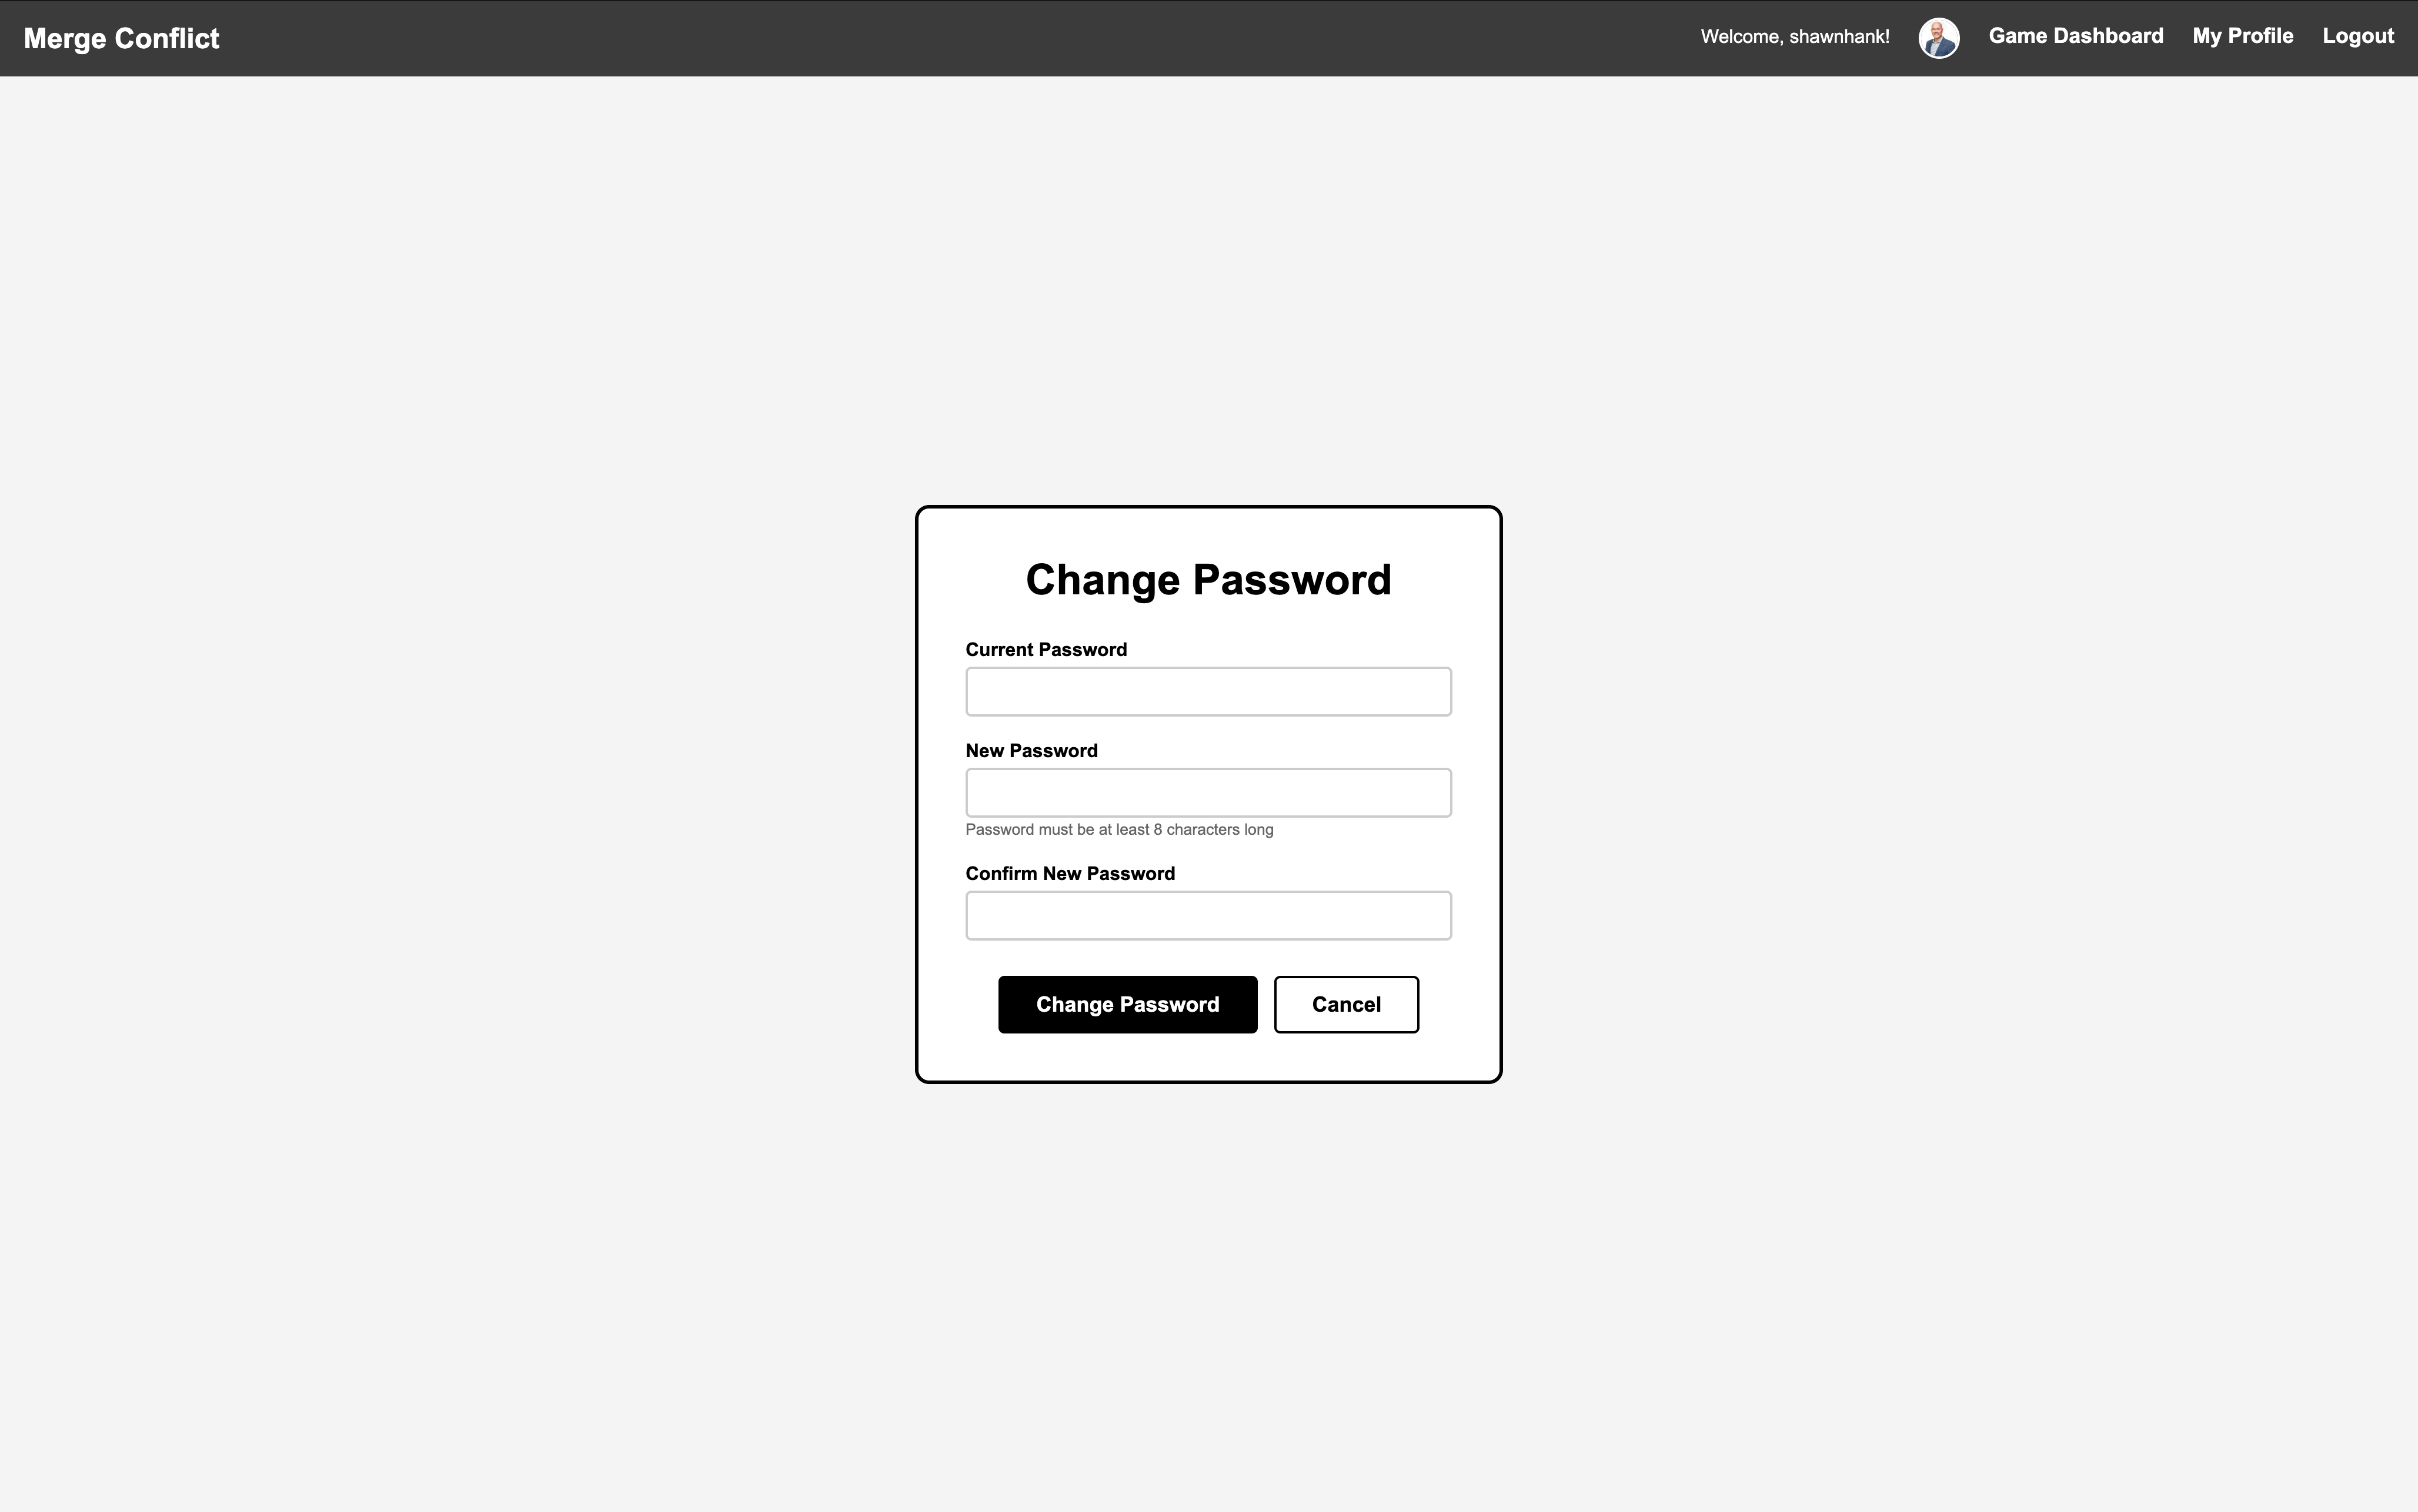 Merge Conflict
Welcome, shawnhank!
Game Dashboard
My Profile
Logout
Change Password
Current Password
New Password
Password must be at least 8 characters long
Confirm New Password
Change Password
Cancel